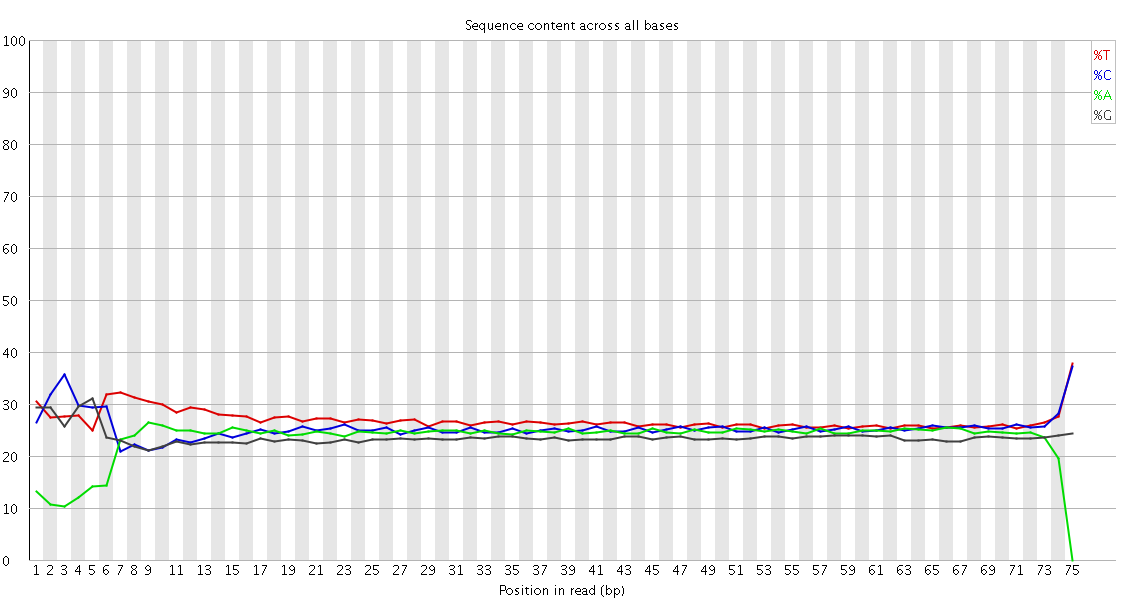 Sequence content across all bases
100
90
80
70
60
50
40
30
20
10
0
%T
%C
%A
%G
1 2 3 4 5 6 7 8 9 11 13 15 17 19 21 23 25 27 29 31 33 35 37 39 41 43 45 47 49 51 53 55 57 59 61 63 65 67 69 71 73 75
Position in read (bp)